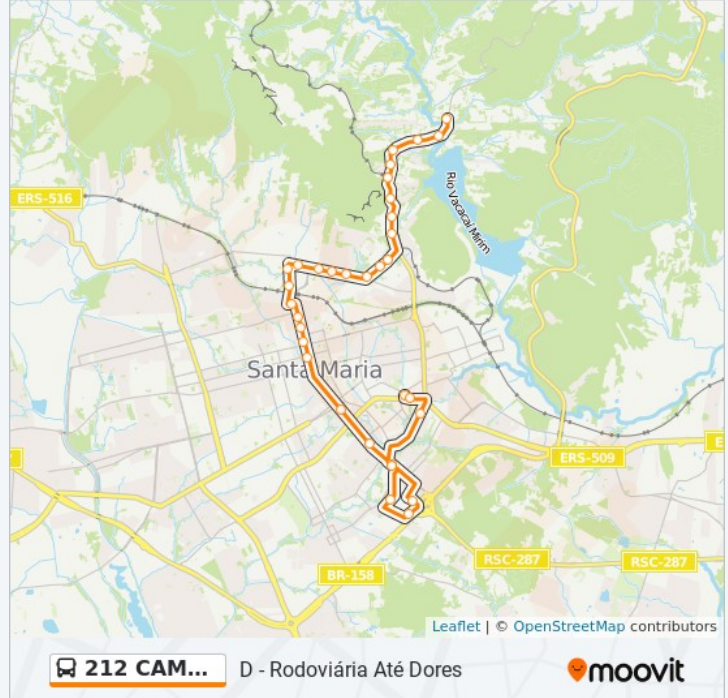 ERS-516
Rio Vacacaí Mirim
Santa Maria
ERS-509
E
RSC-287
RSC-287
BR-158
Leaflet | © OpenStreetMap contributors
212 CAM...
D - Rodoviária Até Dores
moovit